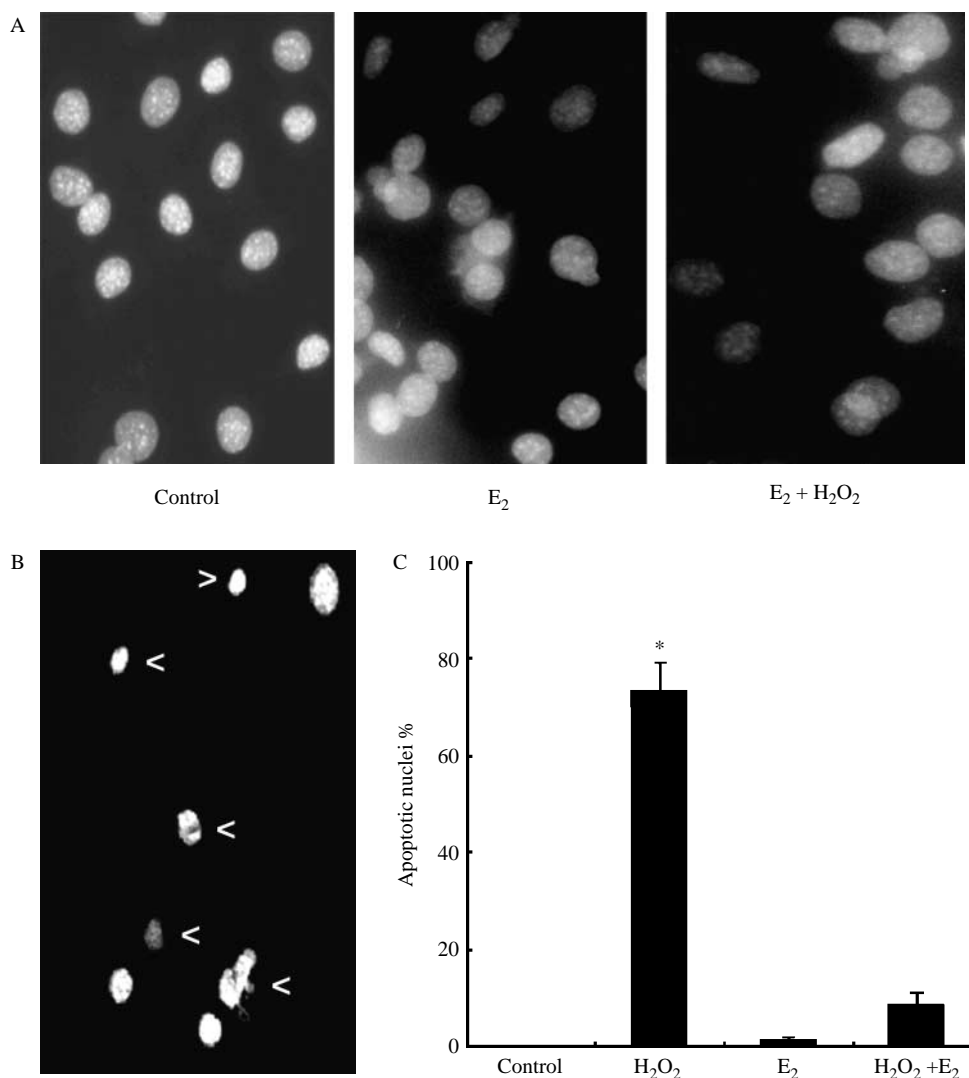 A
Control
E₂
E₂ + H₂O₂
B
>
<
<
<
<
C
Apoptotic nuclei %
100
80
60
40
20
0
*
Control
H₂O₂
E₂
H₂O₂ +E₂